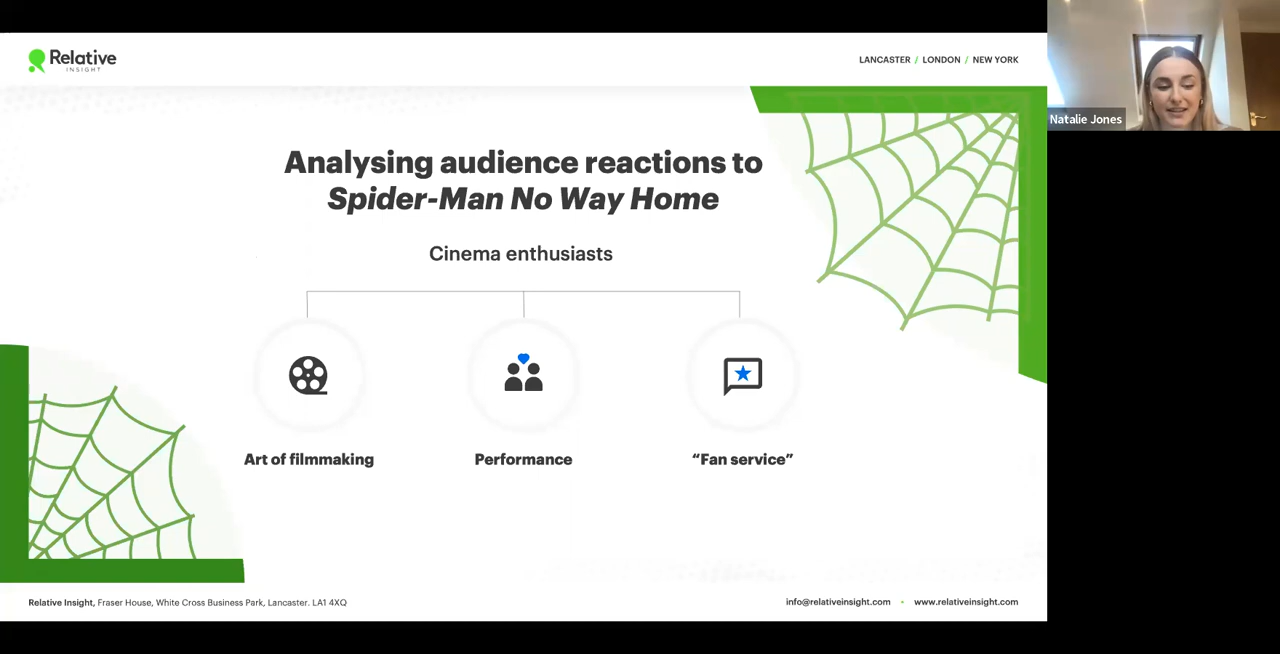 Relative
INSIGHT
LANCASTER / LONDON / NEW YORK
Natalie Jones
Analysing audience reactions to
Spider-Man No Way Home
Cinema enthusiasts
Art of filmmaking
Performance
“Fan service”
Relative Insight, Fraser House, White Cross Business Park, Lancaster. LA1 4XQ
info@relativeinsight.com • www.relativeinsight.com